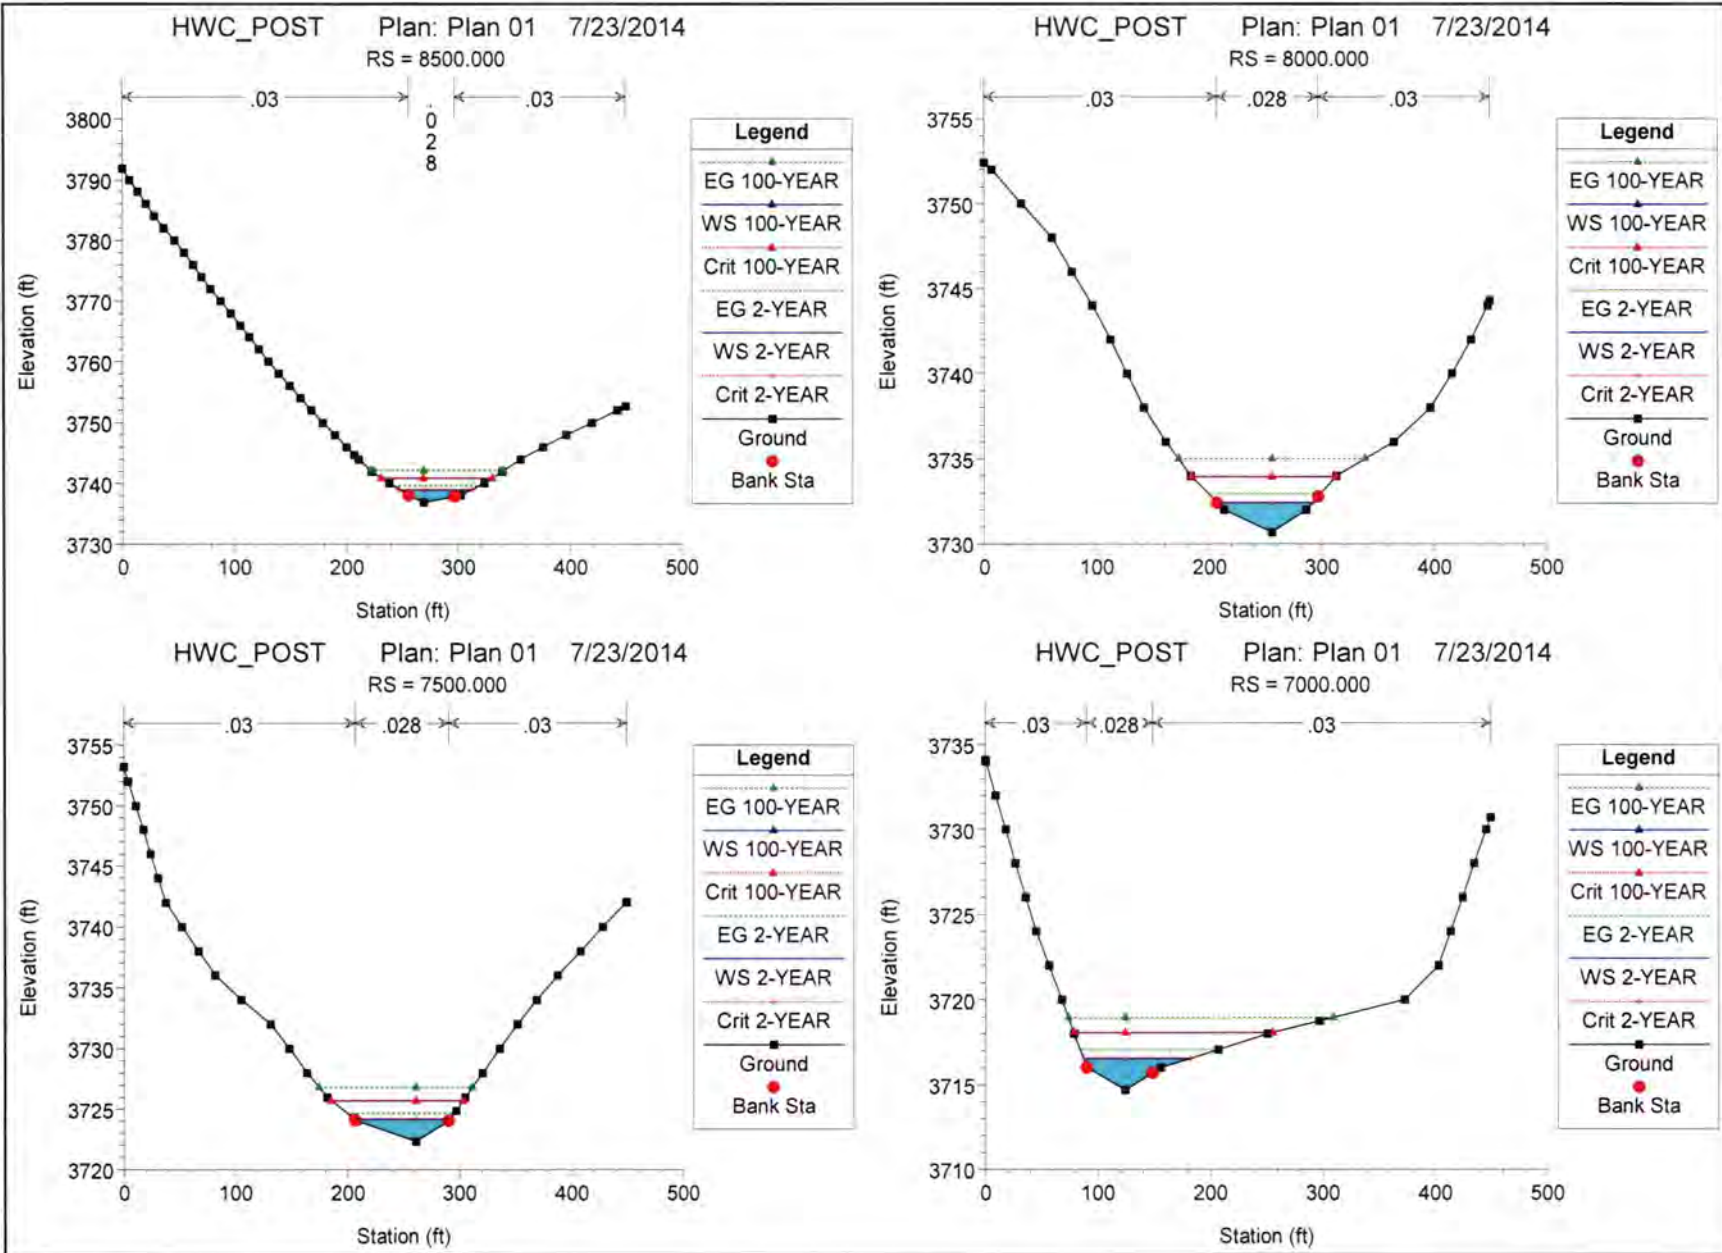 HWC_POST Plan: Plan 01 7/23/2014
RS = 8500.000
.03
.028
.03
3800
3790
3780
3770
3760
3750
3740
3730
Elevation (ft)
0 100 200 300 400 500
Station (ft)
Legend
EG 100-YEAR
WS 100-YEAR
Crit 100-YEAR
EG 2-YEAR
WS 2-YEAR
Crit 2-YEAR
Ground
Bank Sta
HWC_POST Plan: Plan 01 7/23/2014
RS = 8000.000
.03 .028 .03
3755
3750
3745
3740
3735
3730
Elevation (ft)
0 100 200 300 400 500
Station (ft)
Legend
EG 100-YEAR
WS 100-YEAR
Crit 100-YEAR
EG 2-YEAR
WS 2-YEAR
Crit 2-YEAR
Ground
Bank Sta
HWC_POST Plan: Plan 01 7/23/2014
RS = 7500.000
.03 .028 .03
3755
3750
3745
3740
3735
3730
3725
3720
Elevation (ft)
0 100 200 300 400 500
Station (ft)
Legend
EG 100-YEAR
WS 100-YEAR
Crit 100-YEAR
EG 2-YEAR
WS 2-YEAR
Crit 2-YEAR
Ground
Bank Sta
HWC_POST Plan: Plan 01 7/23/2014
RS = 7000.000
.03 .028 .03
3735
3730
3725
3720
3715
3710
Elevation (ft)
0 100 200 300 400 500
Station (ft)
Legend
EG 100-YEAR
WS 100-YEAR
Crit 100-YEAR
EG 2-YEAR
WS 2-YEAR
Crit 2-YEAR
Ground
Bank Sta